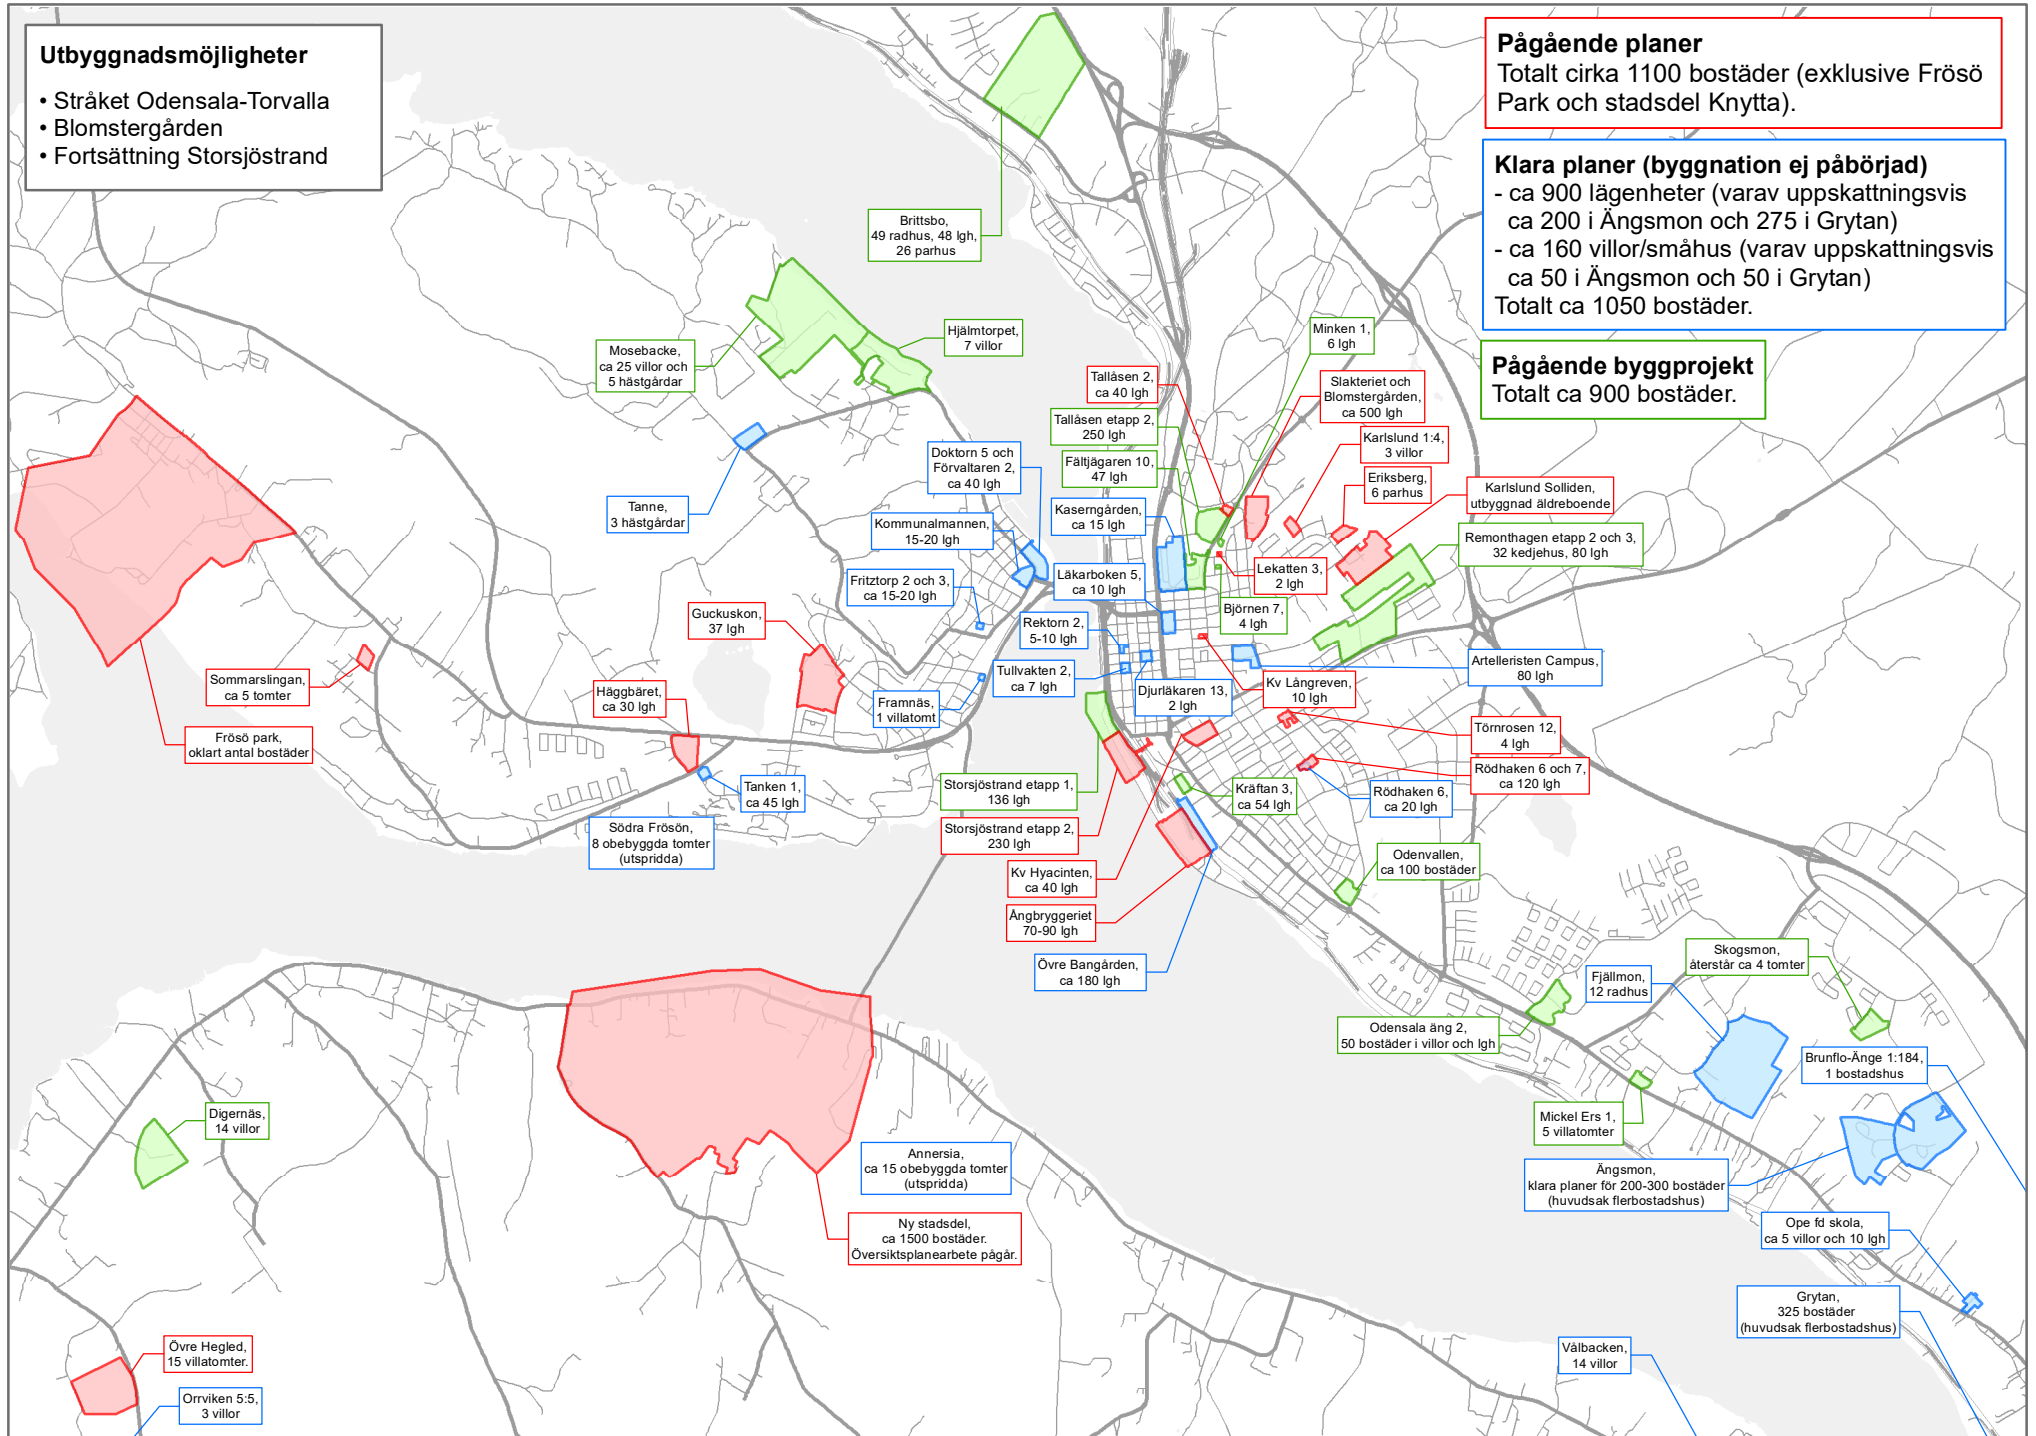 Utbyggnadsmöjligheter
• Stråket Odensala-Torvalla
• Blomstergården
• Fortsättning Storsjöstrand
Pågående planer
Totalt cirka 1100 bostäder (exklusive Frösö
Park och stadsdel Knytta).
Klara planer (byggnation ej påbörjad)
- ca 900 lägenheter (varav uppskattningsvis
ca 200 i Ängsmon och 275 i Grytan)
- ca 160 villor/småhus (varav uppskattningsvis
ca 50 i Ängsmon och 50 i Grytan)
Totalt ca 1050 bostäder.
Pågående byggprojekt
Totalt ca 900 bostäder.
Brittsbo,
49 radhus, 48 lgh,
26 parhus
Hjälmtorpet,
7 villor
Mosebacke,
ca 25 villor och
5 hästgårdar
Minken 1,
6 lgh
Tallåsen 2,
ca 40 lgh
Slakteriet och
Blomstergården,
ca 500 lgh
Tallåsen etapp 2,
250 lgh
Karlslund 1:4,
3 villor
Fältjägaren 10,
47 lgh
Eriksberg,
6 parhus
Karlslund Solliden,
utbyggnad äldreboende
Doktorn 5 och
Förvaltaren 2,
ca 40 lgh
Tanne,
3 hästgårdar
Kommunalmannen,
15-20 lgh
Kaserngården,
ca 15 lgh
Remonthagen etapp 2 och 3,
32 kedjehus, 80 lgh
Fritztorp 2 och 3,
ca 15-20 lgh
Läkarboken 5,
ca 10 lgh
Lekatten 3,
2 lgh
Björnen 7,
4 lgh
Guckuskon,
37 lgh
Rektorn 2,
5-10 lgh
Tullvakten 2,
ca 7 lgh
Artelleristen Campus,
80 lgh
Sommarslingan,
ca 5 tomter
Häggbäret,
ca 30 lgh
Framnäs,
1 villatomt
Djurläkaren 13,
2 lgh
Kv Långreven,
10 lgh
Frösö park,
oklart antal bostäder
Törnrosen 12,
4 lgh
Rödhaken 6 och 7,
ca 120 lgh
Tanken 1,
ca 45 lgh
Storsjöstrand etapp 1,
136 lgh
Kräftan 3,
ca 54 lgh
Rödhaken 6,
ca 20 lgh
Södra Frösön,
8 obebyggda tomter
(utspridda)
Storsjöstrand etapp 2,
230 lgh
Odenvallen,
ca 100 bostäder
Kv Hyacinten,
ca 40 lgh
Ångbryggeriet
70-90 lgh
Övre Bangården,
ca 180 lgh
Skogsmon,
återstår ca 4 tomter
Fjällmon,
12 radhus
Odensala äng 2,
50 bostäder i villor och lgh
Brunflo-Änge 1:184,
1 bostadshus
Digernäs,
14 villor
Mickel Ers 1,
5 villatomter
Annersia,
ca 15 obebyggda tomter
(utspridda)
Ängsmon,
klara planer för 200-300 bostäder
(huvudsak flerbostadshus)
Ny stadsdel,
ca 1500 bostäder.
Översiktsplanearbete pågår.
Ope fd skola,
ca 5 villor och 10 lgh
Grytan,
325 bostäder
(huvudsak flerbostadshus)
Övre Hegled,
15 villatomter.
Vålbacken,
14 villor
Orrviken 5:5,
3 villor